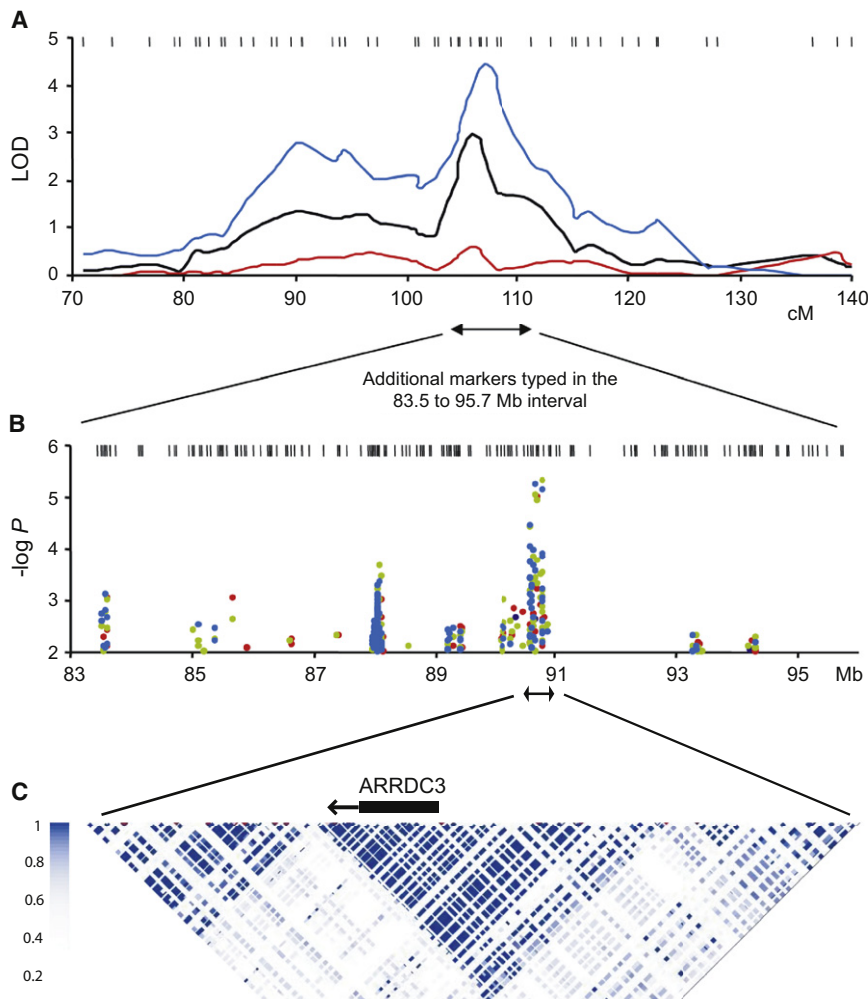 A
5
4
3
2
1
0
LOD
70 80 90 100 110 120 130 140
cM
Additional markers typed in the
83.5 to 95.7 Mb interval
B
6
5
4
3
2
-log P
83 85 87 89 91 93 95 Mb
C
ARRDC3
1
0.8
0.6
0.4
0.2